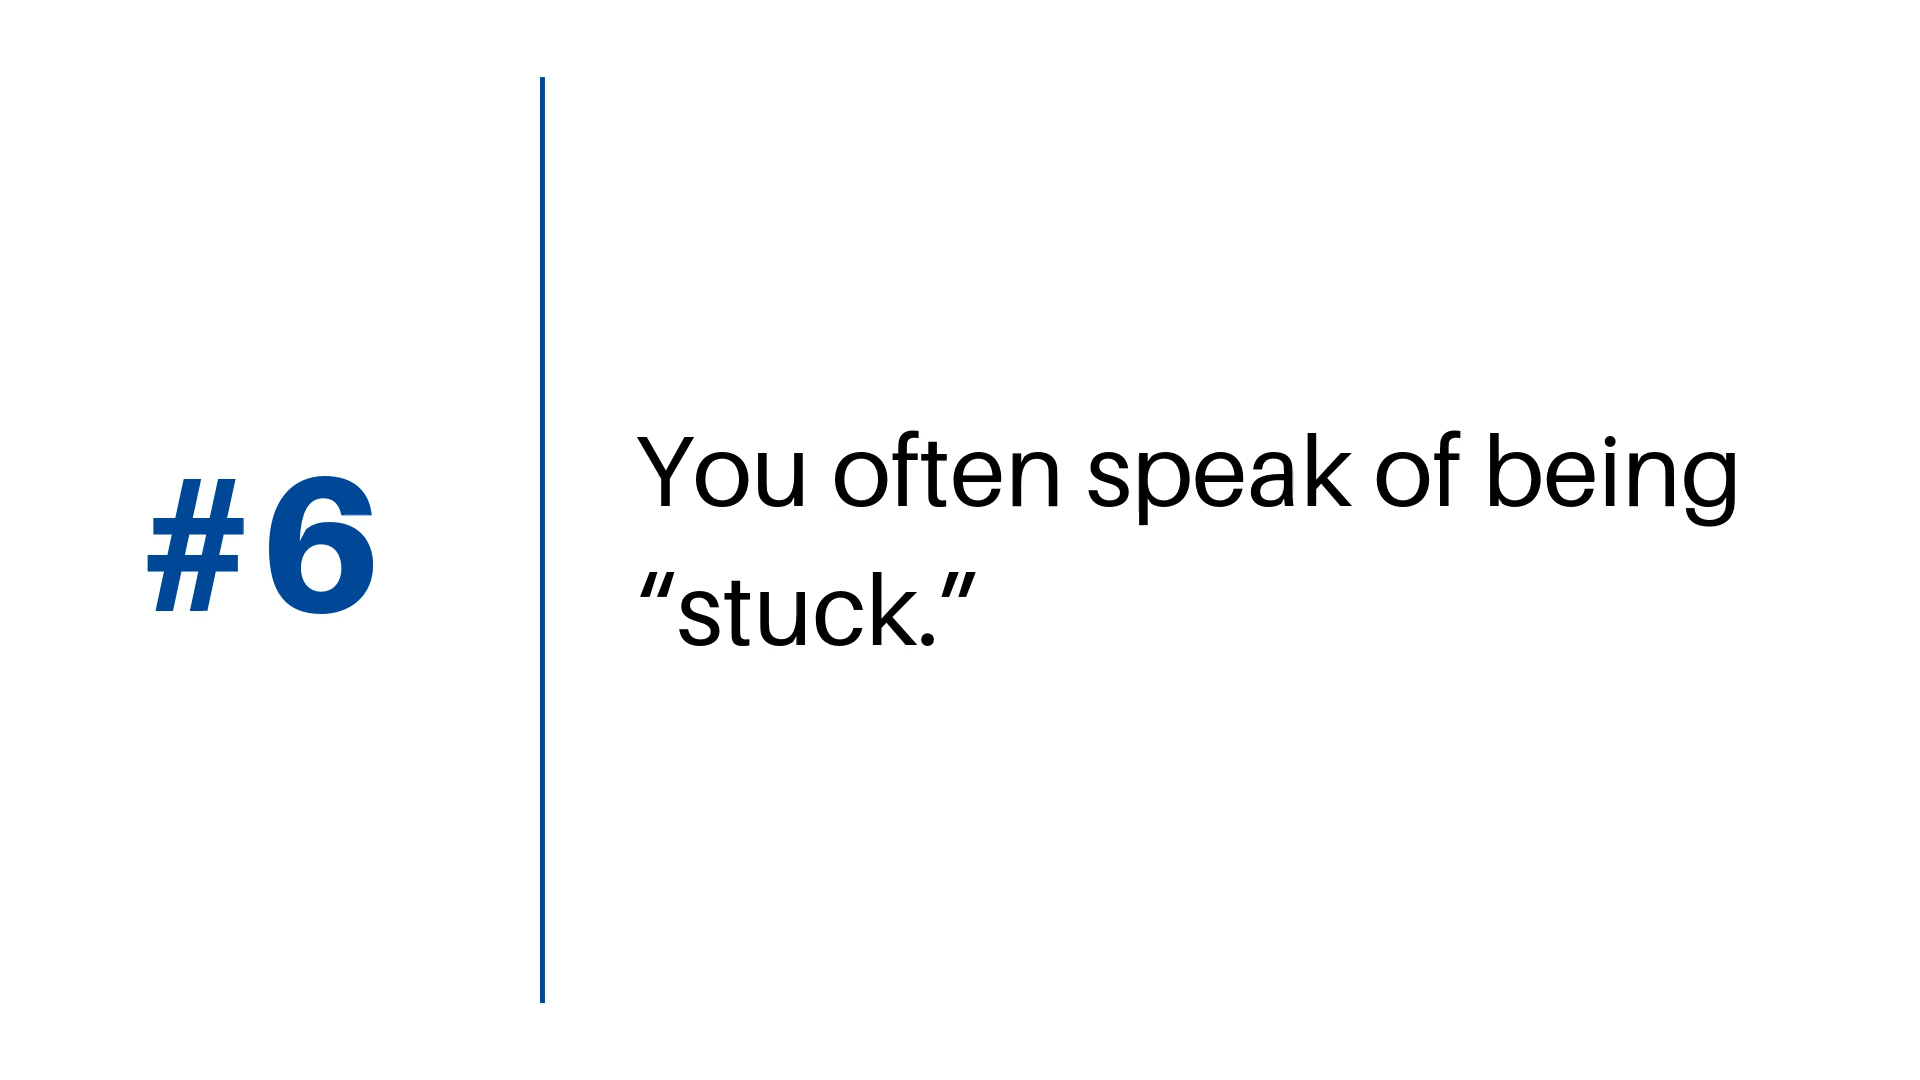 #6
You often speak of being
“stuck.”